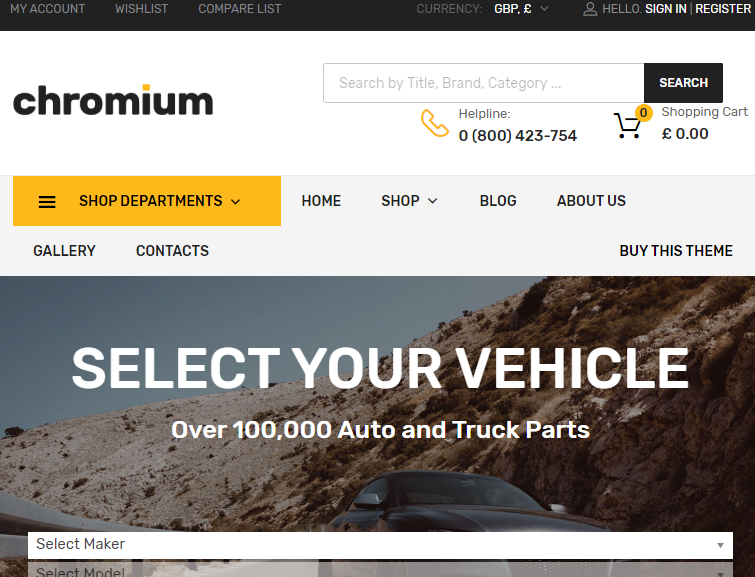 MY ACCOUNT WISHLIST COMPARE LIST CURRENCY: GBP, £ HELLO. SIGN IN | REGISTER
chromium
Search by Title, Brand, Category ... SEARCH
Helpline:
0 (800) 423-754
0
Shopping Cart
£ 0.00
SHOP DEPARTMENTS HOME SHOP BLOG ABOUT US
GALLERY CONTACTS BUY THIS THEME
SELECT YOUR VEHICLE
Over 100,000 Auto and Truck Parts
Select Maker
Select Model